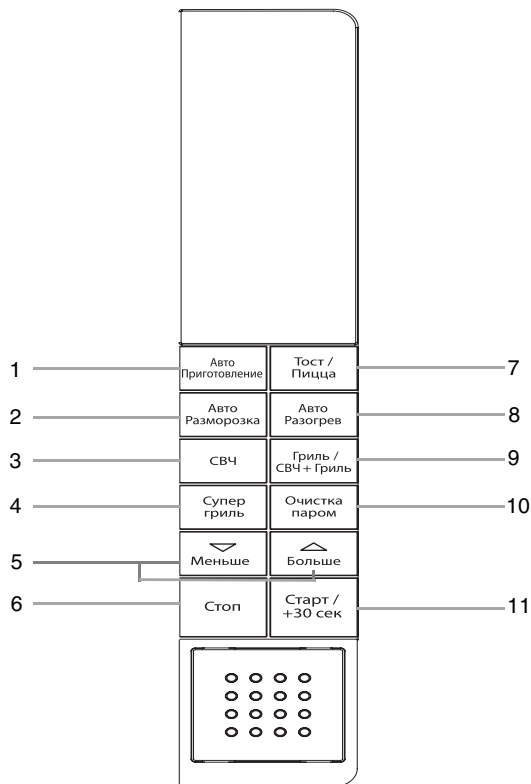 1
Авто
Приготовление
Тост /
Пицца
7
2
Авто
Разморозка
Авто
Разогрев
8
3
СВЧ
Гриль /
СВЧ + Гриль
9
4
Супер
гриль
Очистка
паром
10
5
Меньше
Больше
6
Стоп
Старт /
+30 сек
11